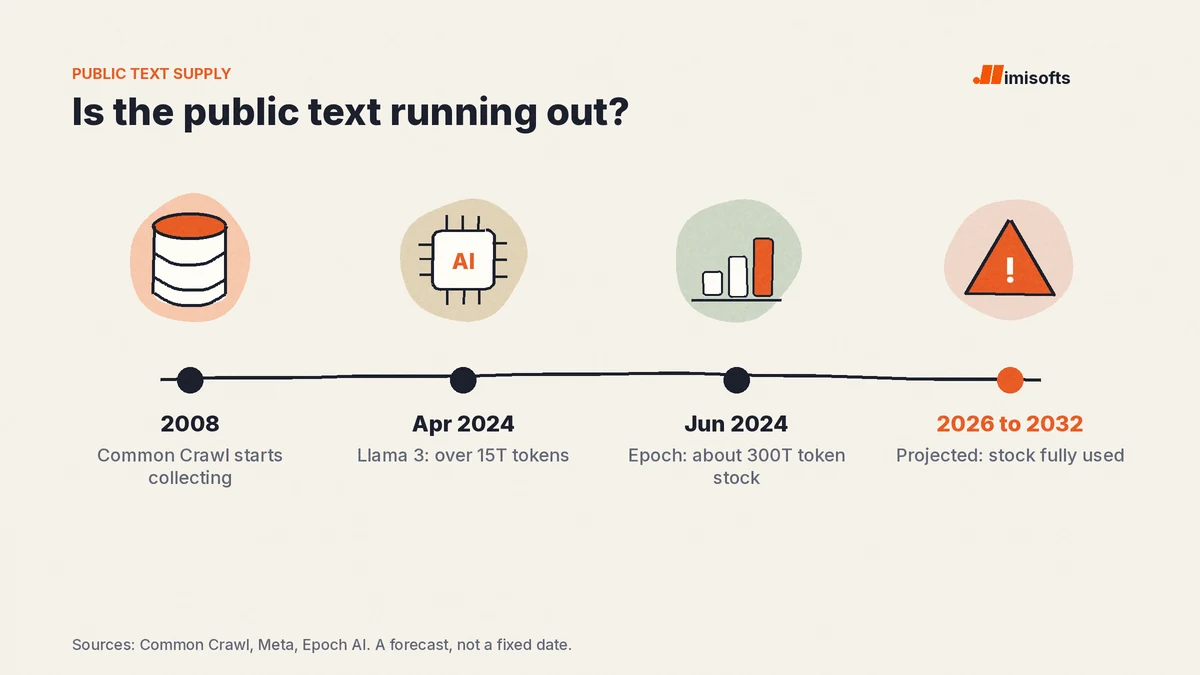 PUBLIC TEXT SUPPLY
imisofts
Is the public text running out?
AI
!
2008
Common Crawl starts
collecting
Apr 2024
Llama 3: over 15T tokens
Jun 2024
Epoch: about 300T token
stock
2026 to 2032
Projected: stock fully used
Sources: Common Crawl, Meta, Epoch AI. A forecast, not a fixed date.